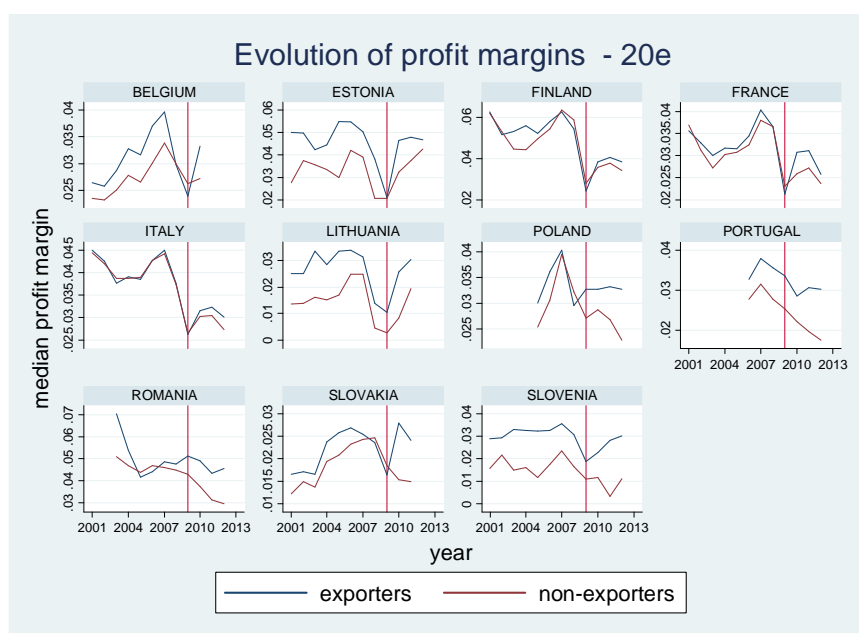 Evolution of profit margins - 20e
BELGIUM
ESTONIA
FINLAND
FRANCE
.025 .03 .035 .04
.02 .03 .04 .05 .06
.02 .04 .06
.02 .025 .03 .035 .04
ITALY
LITHUANIA
POLAND
PORTUGAL
.025 .03 .035 .04 .045
0 .01 .02 .03
.025 .03 .035 .04
.02 .03 .04
2001 2004 2007 2010 2013
ROMANIA
SLOVAKIA
SLOVENIA
.03 .04 .05 .06 .07
.01 .015 .02 .025 .03
0 .01 .02 .03 .04
2001 2004 2007 2010 2013
2001 2004 2007 2010 2013
2001 2004 2007 2010 2013
median profit margin
year
exporters
non-exporters